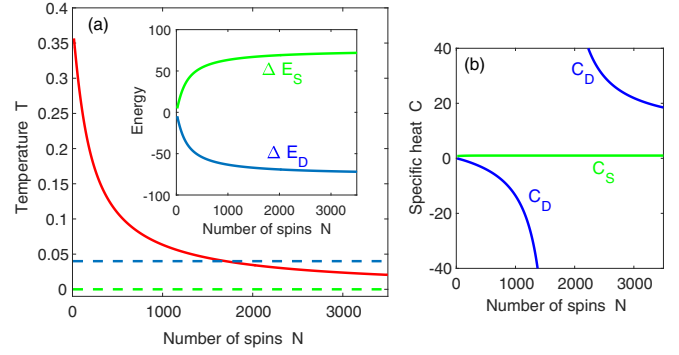 (a)
0.4
0.35
0.3
0.25
0.2
0.15
0.1
0.05
0
Temperature T
0
1000
2000
3000
Number of spins N
100
50
0
-50
-100
Energy
Δ E_S
Δ E_D
0
1000
2000
3000
Number of spins N
(b)
40
20
0
-20
-40
Specific heat C
C_D
C_S
C_D
0
1000
2000
3000
Number of spins N